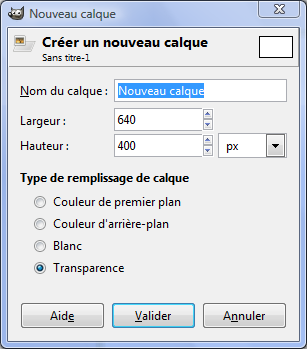 Nouveau calque
Créer un nouveau calque
Sans titre-1
Nom du calque : Nouveau calque
Largeur : 640
Hauteur : 400 px
Type de remplissage de calque
Couleur de premier plan
Couleur d'arrière-plan
Blanc
Transparence
Aide Valider Annuler